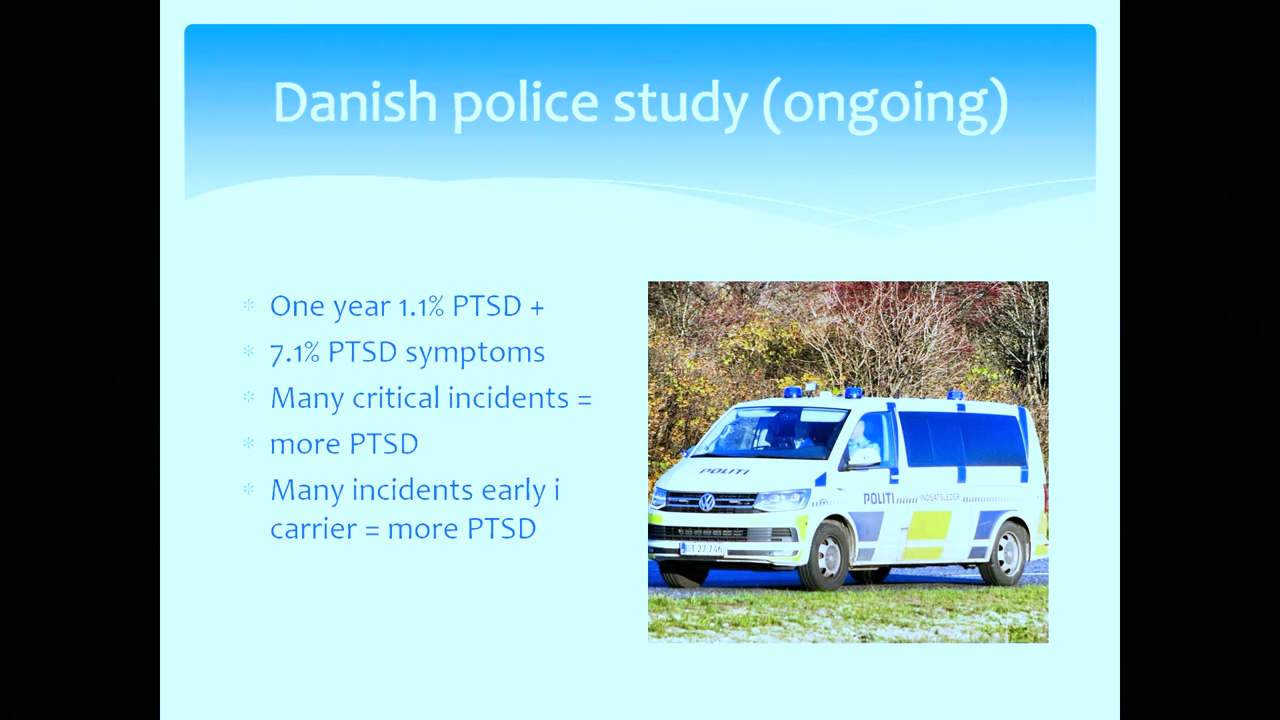 Danish police study (ongoing)
One year 1.1% PTSD +
7.1% PTSD symptoms
Many critical incidents =
more PTSD
Many incidents early i
carrier = more PTSD
POLITI
POLITI INDSATSLEDER